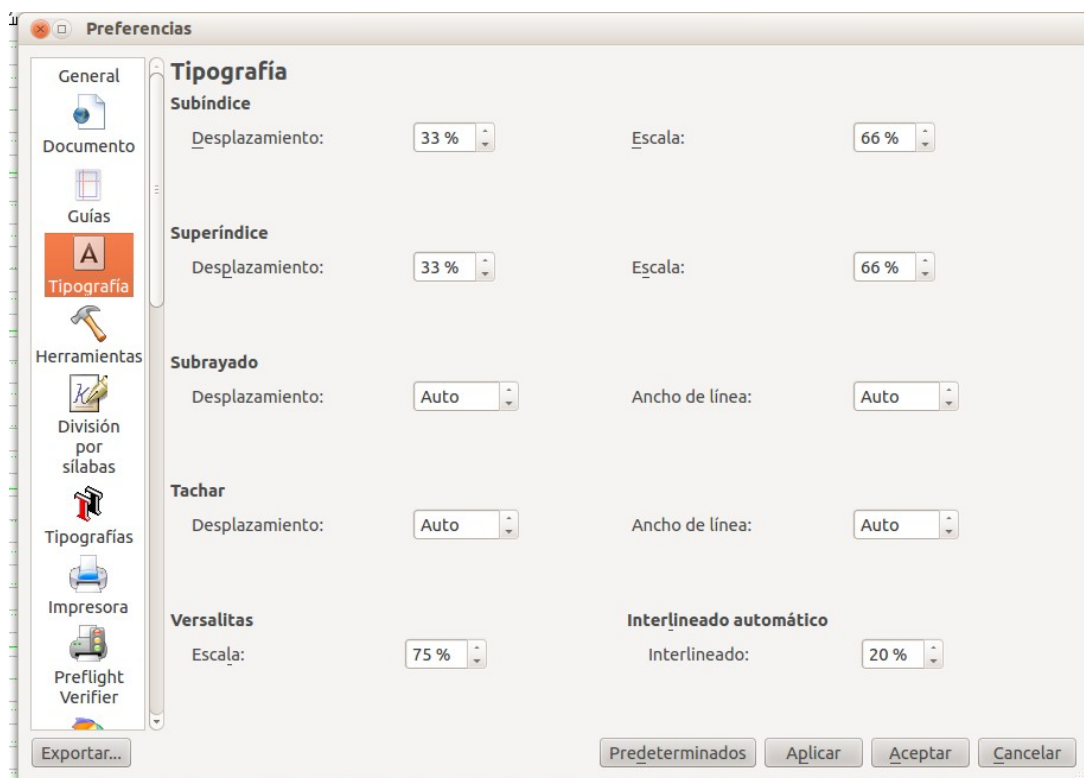 Preferencias
General
Documento
Guías
Tipografía
Herramientas
División
por
sílabas
Tipografías
Impresora
Preflight
Verifier
Tipografía
Subíndice
Desplazamiento: 33 % Escala: 66 %
Superíndice
Desplazamiento: 33 % Escala: 66 %
Subrayado
Desplazamiento: Auto Ancho de línea: Auto
Tachar
Desplazamiento: Auto Ancho de línea: Auto
Versalitas Interlineado automático
Escala: 75 % Interlineado: 20 %
Exportar... Predeterminados Aplicar Aceptar Cancelar